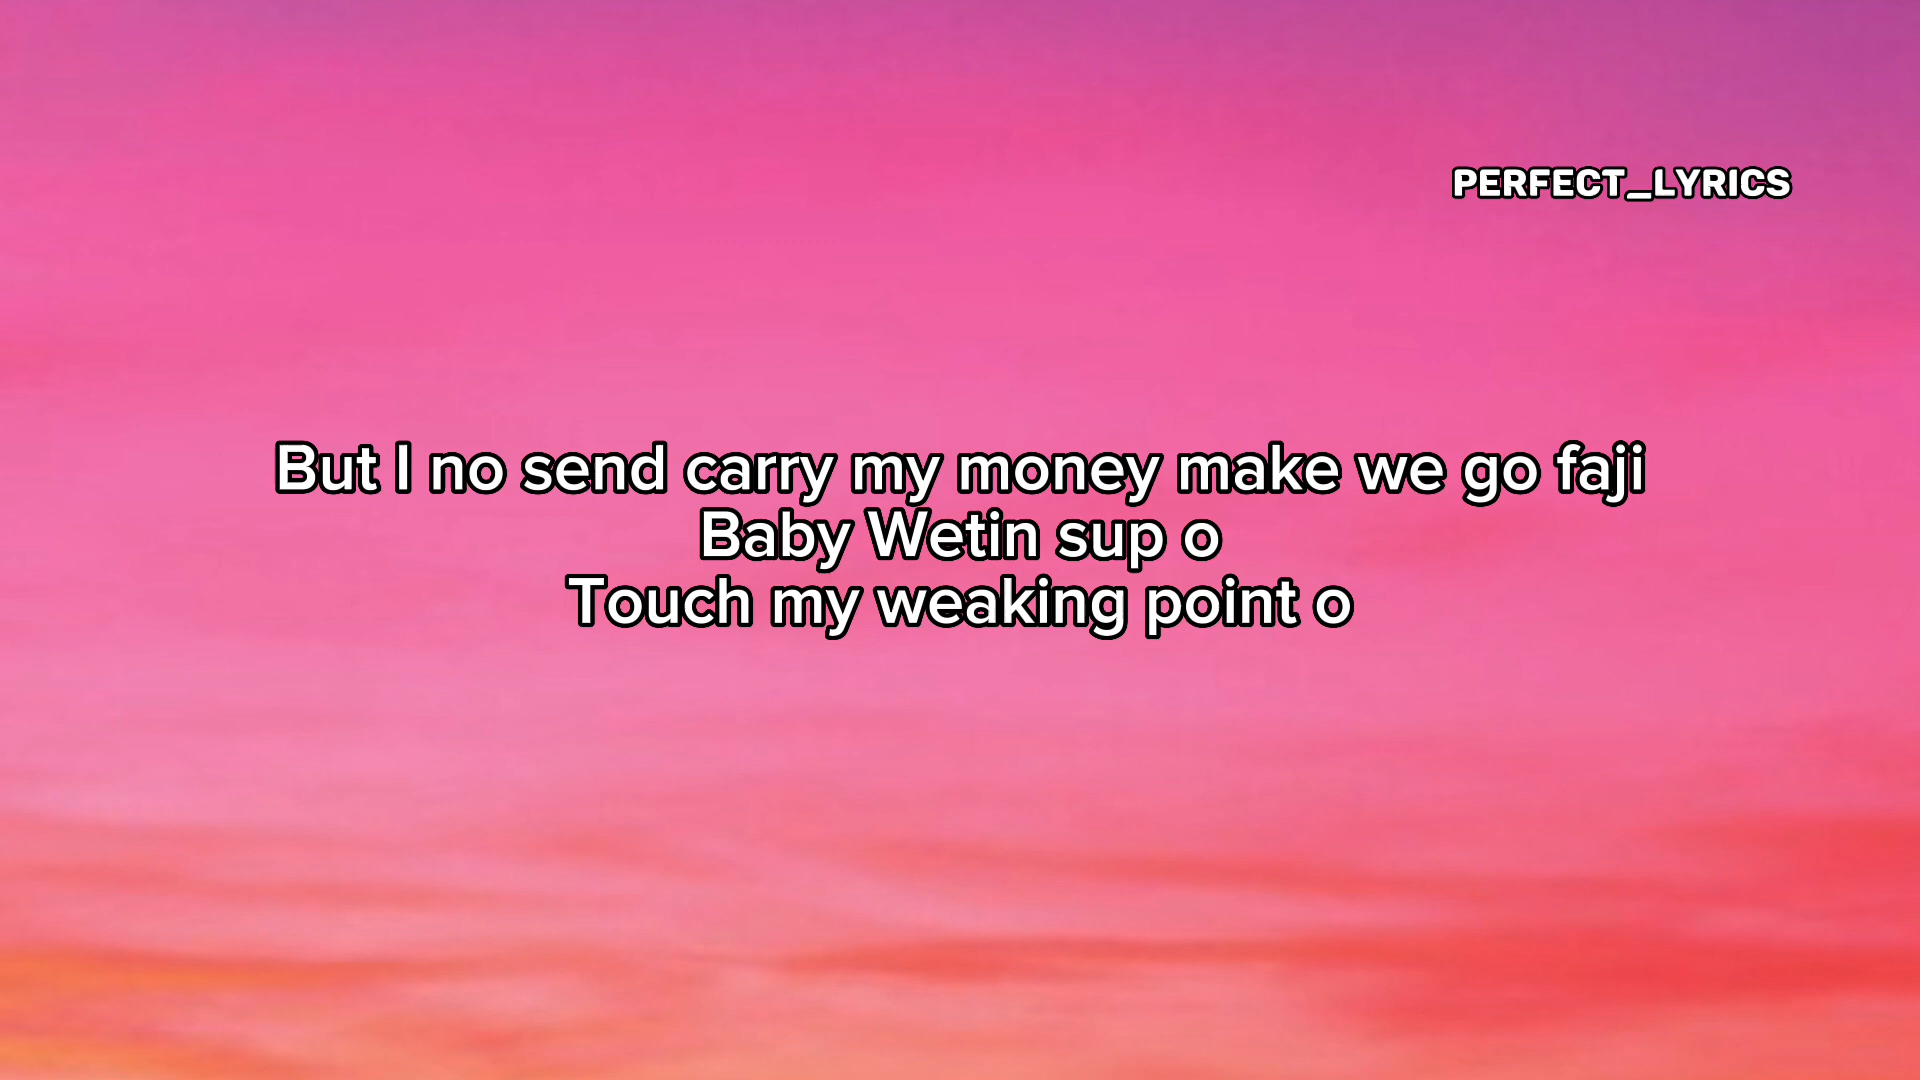 PERFECT_LYRICS
But I no send carry my money make we go faji
Baby Wetin sup o
Touch my weaking point o